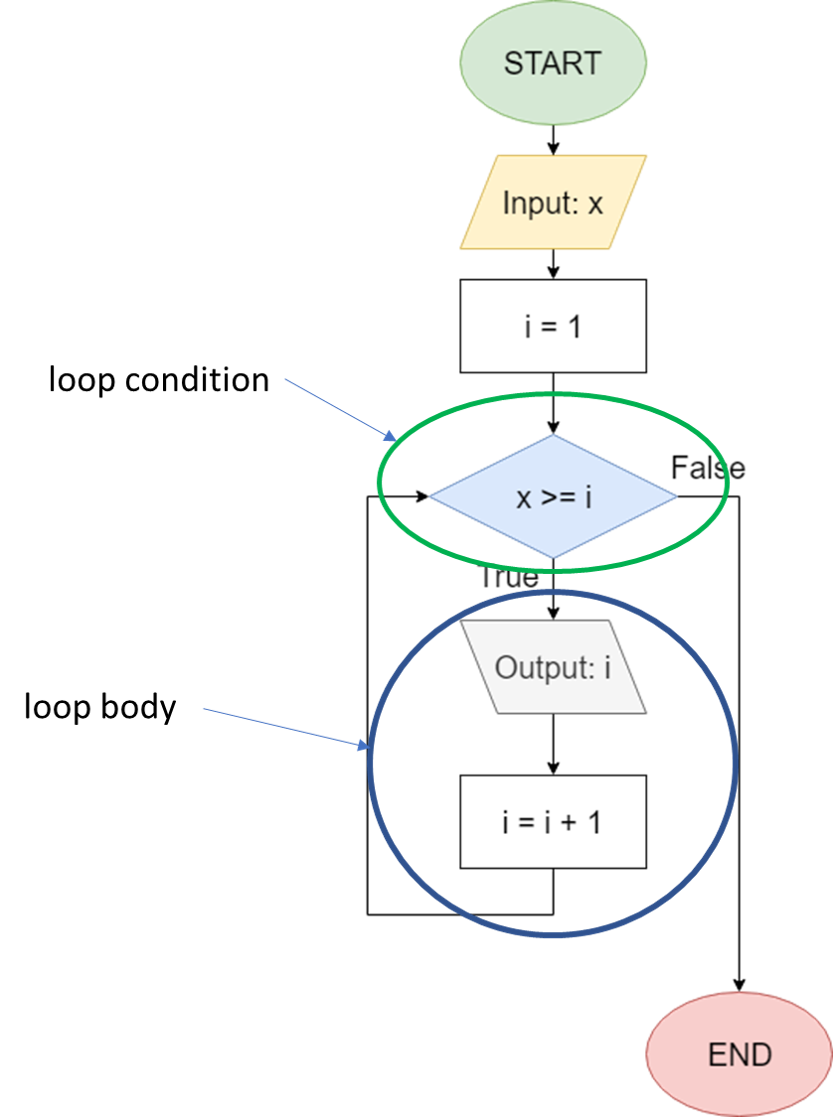 START
Input: x
i = 1
loop condition
False
x >= i
True
Output: i
loop body
i = i + 1
END